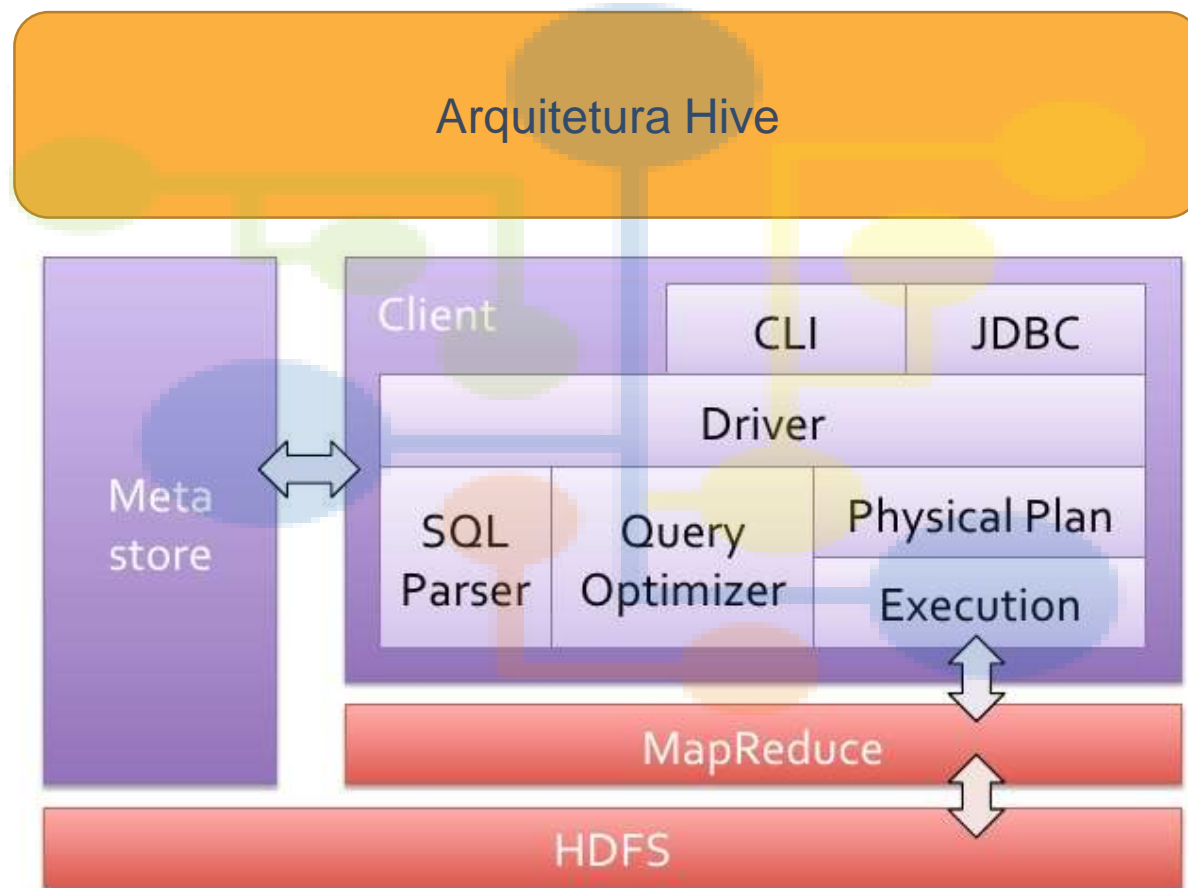 Arquitetura Hive
Client
CLI
JDBC
Driver
Meta
store
SQL
Parser
Query
Optimizer
Physical Plan
Execution
MapReduce
HDFS